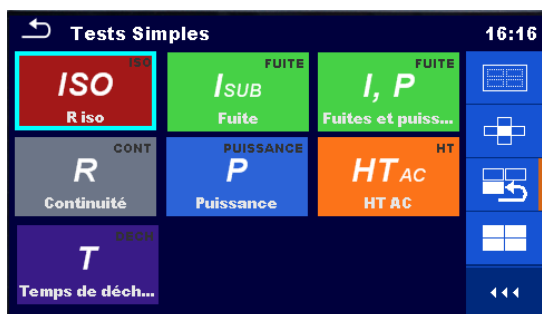 Tests Simples
16:16
ISO
ISO
R iso
FUITE
ISUB
Fuite
FUITE
I, P
Fuites et puiss...
CONT
R
Continuité
PUISSANCE
P
Puissance
HT
HT AC
HT AC
DECH
T
Temps de déch...